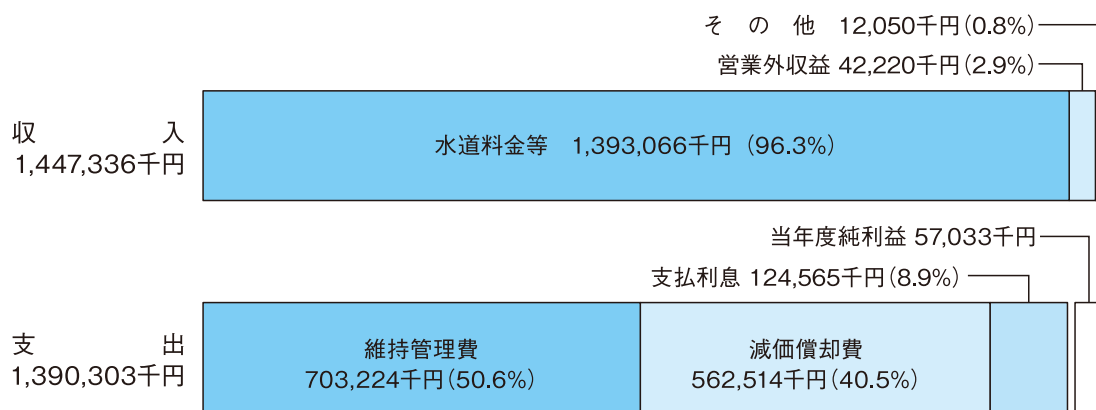 その他 12,050千円(0.8%)
営業外収益 42,220千円(2.9%)
収入
1,447,336千円
水道料金等 1,393,066千円(96.3%)
当年度純利益 57,033千円
支払利息 124,565千円(8.9%)
支出
1,390,303千円
維持管理費
703,224千円(50.6%)
減価償却費
562,514千円(40.5%)